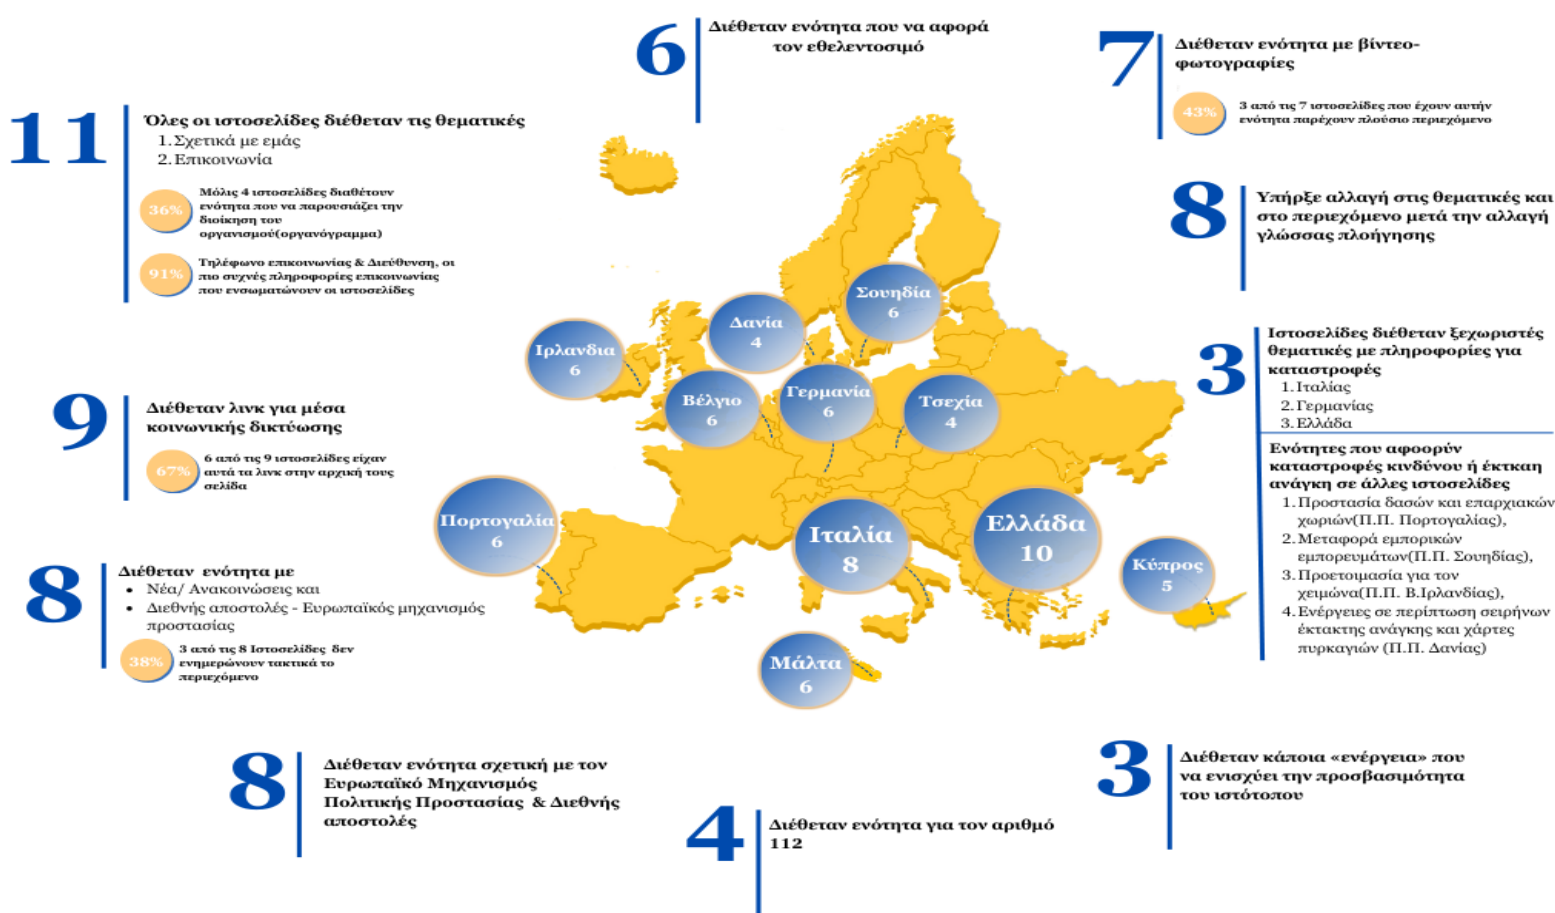 6
Διέθεταν ενότητα που να αφορά
τον εθελεντοσιμό
7
Διέθεταν ενότητα με βίντεο-
φωτογραφίες
43%
3 από τις 7 ιστοσελίδες που έχουν αυτήν
ενότητα παρέχουν πλούσιο περιεχόμενο
11
Όλες οι ιστοσελίδες διέθεταν τις θεματικές
1. Σχετικά με εμάς
2. Επικοινωνία
36%
Μόλις 4 ιστοσελίδες διαθέτουν
ενότητα που να παρουσιάζει την
διοίκηση του
οργανισμού(οργανόγραμμα)
91%
Τηλέφωνο επικοινωνίας & Διεύθυνση, οι
πιο συχνές πληροφορίες επικοινωνίας
που ενσωματώνουν οι ιστοσελίδες
8
Υπήρξε αλλαγή στις θεματικές και
στο περιεχόμενο μετά την αλλαγή
γλώσσας πλοήγησης
Σουηδία
6
Δανία
4
Ιρλανδια
6
Βέλγιο
6
Γερμανία
6
Τσεχία
4
3
Ιστοσελίδες διέθεταν ξεχωριστές
θεματικές με πληροφορίες για
καταστροφές
1. Ιταλίας
2. Γερμανίας
3. Ελλάδα
Ενότητες που αφοορύν
καταστροφές κινδύνου ή έκτκαη
ανάγκη σε άλλες ιστοσελίδες
1. Προστασία δασών και επαρχιακών
χωριών(Π.Π. Πορτογαλίας),
2. Μεταφορά εμπορικών
εμπορευμάτων(Π.Π. Σουηδίας),
3. Προετοιμασία για τον
χειμώνα(Π.Π. Β.Ιρλανδίας),
4. Ενέργειες σε περίπτωση σειρήνων
έκτακτης ανάγκης και χάρτες
πυρκαγιών (Π.Π. Δανίας)
9
Διέθεταν λινκ για μέσα
κοινωνικής δικτύωσης
67%
6 από τις 9 ιστοσελίδες είχαν
αυτά τα λινκ στην αρχική τους
σελίδα
Πορτογαλία
6
Ιταλία
8
Ελλάδα
10
Κύπρος
5
Μάλτα
6
8
Διέθεταν ενότητα με
• Νέα/ Ανακοινώσεις και
• Διεθνής αποστολές - Ευρωπαϊκός μηχανισμός
προστασίας
38%
3 από τις 8 Ιστοσελίδες δεν
ενημερώνουν τακτικά το
περιεχόμενο
8
Διέθεταν ενότητα σχετική με τον
Ευρωπαϊκό Μηχανισμός
Πολιτικής Προστασίας & Διεθνής
αποστολές
4
Διέθεταν ενότητα για τον αριθμό
112
3
Διέθεταν κάποια «ενέργεια» που
να ενισχύει την προσβασιμότητα
του ιστότοπου